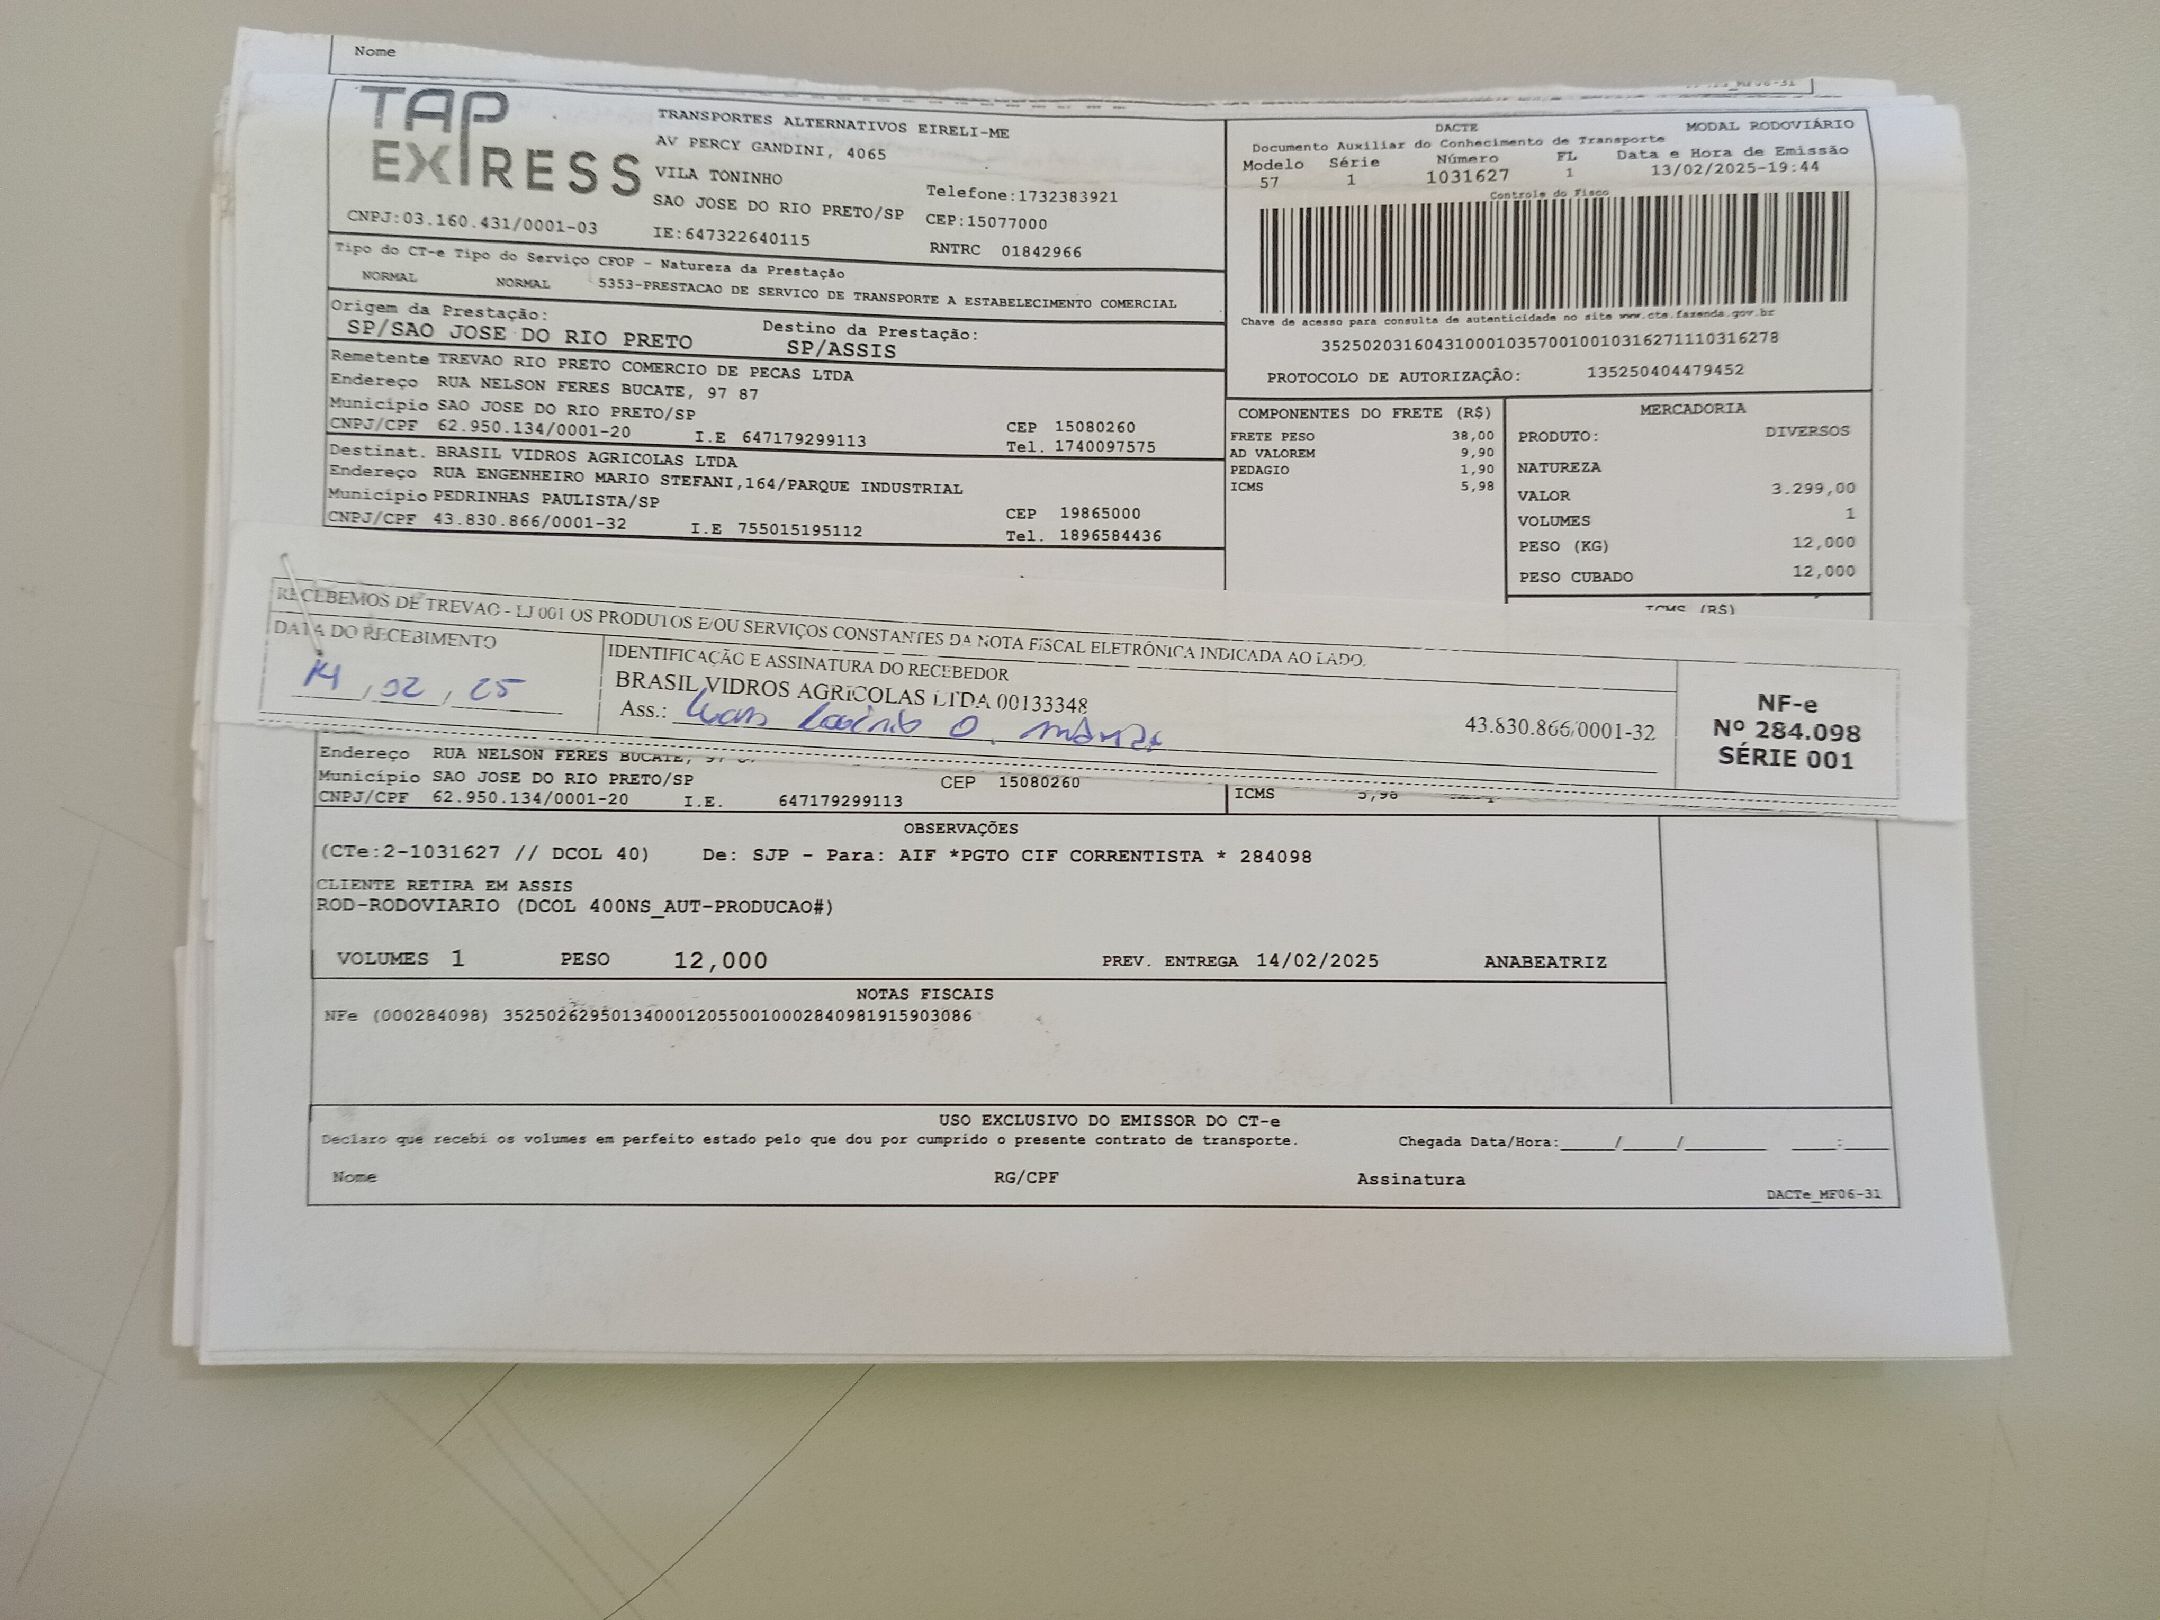 Nome
TAP EXPRESS
TRANSPORTES ALTERNATIVOS EIRELI-ME
AV PERCY GANDINI, 4065
VILA TONINHO
Telefone:1732383921
SAO JOSE DO RIO PRETO/SP CEP:15077000
CNPJ:03.160.431/0001-03 IE:647322640115 RNTRC 01842966
DACTE MODAL RODOVIÁRIO
Documento Auxiliar do Conhecimento de Transporte
Modelo Série Número FL Data e Hora de Emissão
57 1 1031627 1 13/02/2025-19:44
Controle do Fisco
Chave de acesso para consulta de autenticidade no site www.cte.fazenda.gov.br
35250203160431000103570010010316271110316278
PROTOCOLO DE AUTORIZAÇÃO: 135250404479452
Tipo do CT-e Tipo do Serviço CFOP - Natureza da Prestação
NORMAL NORMAL 5353-PRESTACAO DE SERVICO DE TRANSPORTE A ESTABELECIMENTO COMERCIAL
Origem da Prestação: Destino da Prestação:
SP/SAO JOSE DO RIO PRETO SP/ASSIS
Remetente TREVAO RIO PRETO COMERCIO DE PECAS LTDA
Endereço RUA NELSON FERES BUCATE, 97 87
Município SAO JOSE DO RIO PRETO/SP CEP 15080260
CNPJ/CPF 62.950.134/0001-20 I.E 647179299113 Tel. 1740097575
Destinat. BRASIL VIDROS AGRICOLAS LTDA
Endereço RUA ENGENHEIRO MARIO STEFANI,164/PARQUE INDUSTRIAL
Município PEDRINHAS PAULISTA/SP CEP 19865000
CNPJ/CPF 43.830.866/0001-32 I.E 755015195112 Tel. 1896584436
COMPONENTES DO FRETE (R$)
FRETE PESO 38,00
AD VALOREM 9,90
PEDAGIO 1,90
ICMS 5,98
MERCADORIA
PRODUTO: DIVERSOS
NATUREZA
VALOR 3.299,00
VOLUMES 1
PESO (KG) 12,000
PESO CUBADO 12,000
ICMS (R$)
RECEBEMOS DE TREVAO - LJ 001 OS PRODUTOS E/OU SERVIÇOS CONSTANTES DA NOTA FISCAL ELETRÔNICA INDICADA AO LADO.
DATA DO RECEBIMENTO
14 , 02 , 25
IDENTIFICAÇÃO E ASSINATURA DO RECEBEDOR
BRASIL VIDROS AGRICOLAS LTDA 00133348
Ass.:
43.830.866/0001-32
NF-e
Nº 284.098
SÉRIE 001
Endereço RUA NELSON FERES BUCATE,
Município SAO JOSE DO RIO PRETO/SP CEP 15080260
CNPJ/CPF 62.950.134/0001-20 I.E. 647179299113
ICMS 5,98
OBSERVAÇÕES
(CTe:2-1031627 // DCOL 40) De: SJP - Para: AIF *PGTO CIF CORRENTISTA * 284098
CLIENTE RETIRA EM ASSIS
ROD-RODOVIARIO (DCOL 400NS_AUT-PRODUCAO#)
VOLUMES 1 PESO 12,000 PREV. ENTREGA 14/02/2025 ANABEATRIZ
NOTAS FISCAIS
NFe (000284098) 35250262950134000120550010002840981915903086
USO EXCLUSIVO DO EMISSOR DO CT-e
Declaro que recebi os volumes em perfeito estado pelo que dou por cumprido o presente contrato de transporte. Chegada Data/Hora:____/____/______ ____:____
Nome RG/CPF Assinatura
DACTe_MF06-31